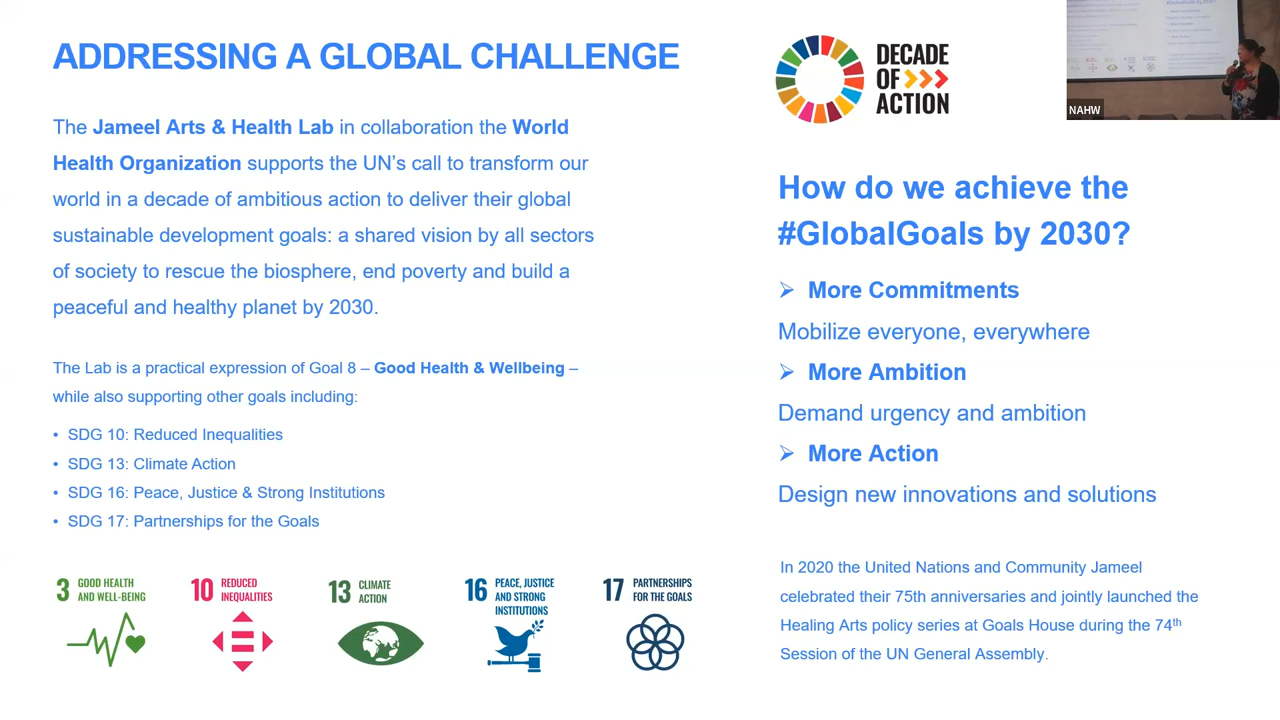 ADDRESSING A GLOBAL CHALLENGE
The Jameel Arts & Health Lab in collaboration the World
Health Organization supports the UN's call to transform our
world in a decade of ambitious action to deliver their global
sustainable development goals: a shared vision by all sectors
of society to rescue the biosphere, end poverty and build a
peaceful and healthy planet by 2030.
The Lab is a practical expression of Goal 8 – Good Health & Wellbeing –
while also supporting other goals including:
• SDG 10: Reduced Inequalities
• SDG 13: Climate Action
• SDG 16: Peace, Justice & Strong Institutions
• SDG 17: Partnerships for the Goals
3 GOOD HEALTH
AND WELL-BEING
10 REDUCED
INEQUALITIES
13 CLIMATE
ACTION
16 PEACE, JUSTICE
AND STRONG
INSTITUTIONS
17 PARTNERSHIPS
FOR THE GOALS
DECADE
OF
ACTION
How do we achieve the
#GlobalGoals by 2030?
➢ More Commitments
Mobilize everyone, everywhere
➢ More Ambition
Demand urgency and ambition
➢ More Action
Design new innovations and solutions
In 2020 the United Nations and Community Jameel
celebrated their 75th anniversaries and jointly launched the
Healing Arts policy series at Goals House during the 74th
Session of the UN General Assembly.
NAHW